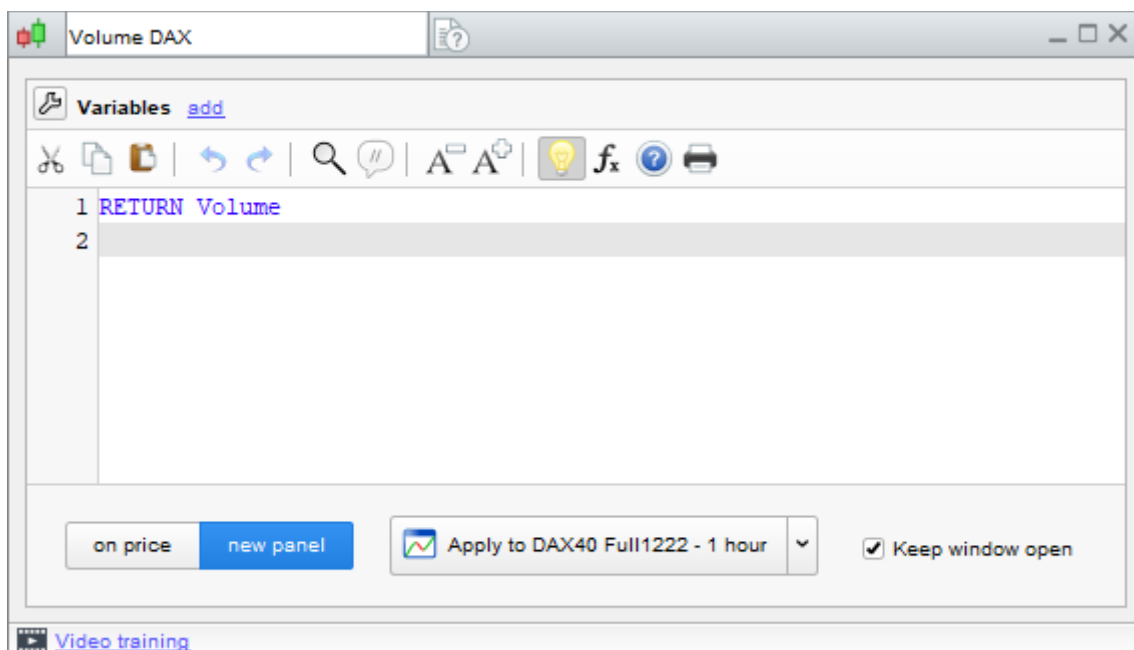 Volume DAX
Variables add
1 RETURN Volume
2
on price new panel Apply to DAX40 Full1222 - 1 hour Keep window open
Video training